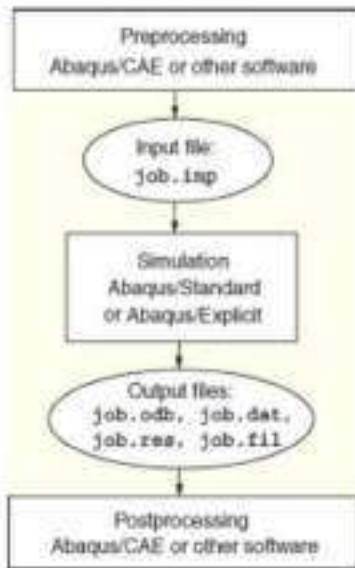 Preprocessing
Abaqus/CAE or other software
Input file:
job.inp
Simulation
Abaqus/Standard
or Abaqus/Explicit
Output files:
job.odb, job.dat,
job.res, job.fil
Postprocessing
Abaqus/CAE or other software